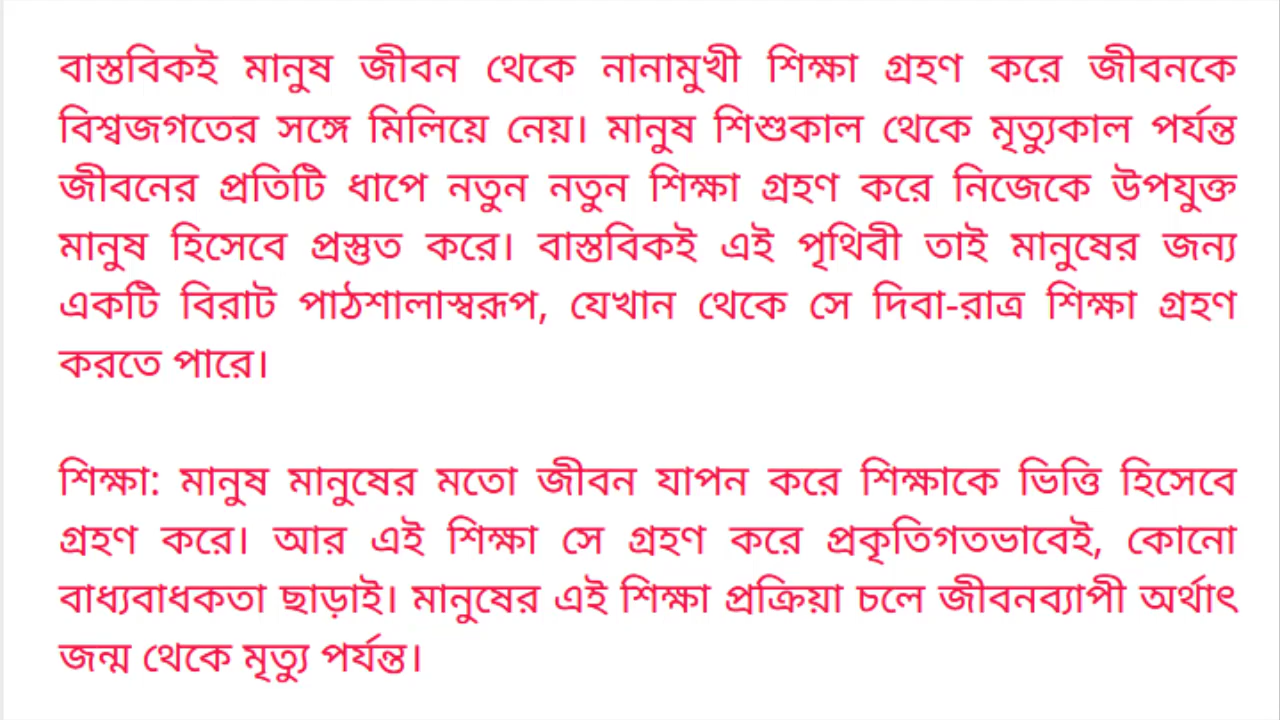 বাস্তবিকই মানুষ জীবন থেকে নানামুখী শিক্ষা গ্রহণ করে জীবনকে
বিশ্বজগতের সঙ্গে মিলিয়ে নেয়। মানুষ শিশুকাল থেকে মৃত্যুকাল পর্যন্ত
জীবনের প্রতিটি ধাপে নতুন নতুন শিক্ষা গ্রহণ করে নিজেকে উপযুক্ত
মানুষ হিসেবে প্রস্তুত করে। বাস্তবিকই এই পৃথিবী তাই মানুষের জন্য
একটি বিরাট পাঠশালাস্বরূপ, যেখান থেকে সে দিবা-রাত্র শিক্ষা গ্রহণ
করতে পারে।
শিক্ষা: মানুষ মানুষের মতো জীবন যাপন করে শিক্ষাকে ভিত্তি হিসেবে
গ্রহণ করে। আর এই শিক্ষা সে গ্রহণ করে প্রকৃতিগতভাবেই, কোনো
বাধ্যবাধকতা ছাড়াই। মানুষের এই শিক্ষা প্রক্রিয়া চলে জীবনব্যাপী অর্থাৎ
জন্ম থেকে মৃত্যু পর্যন্ত।